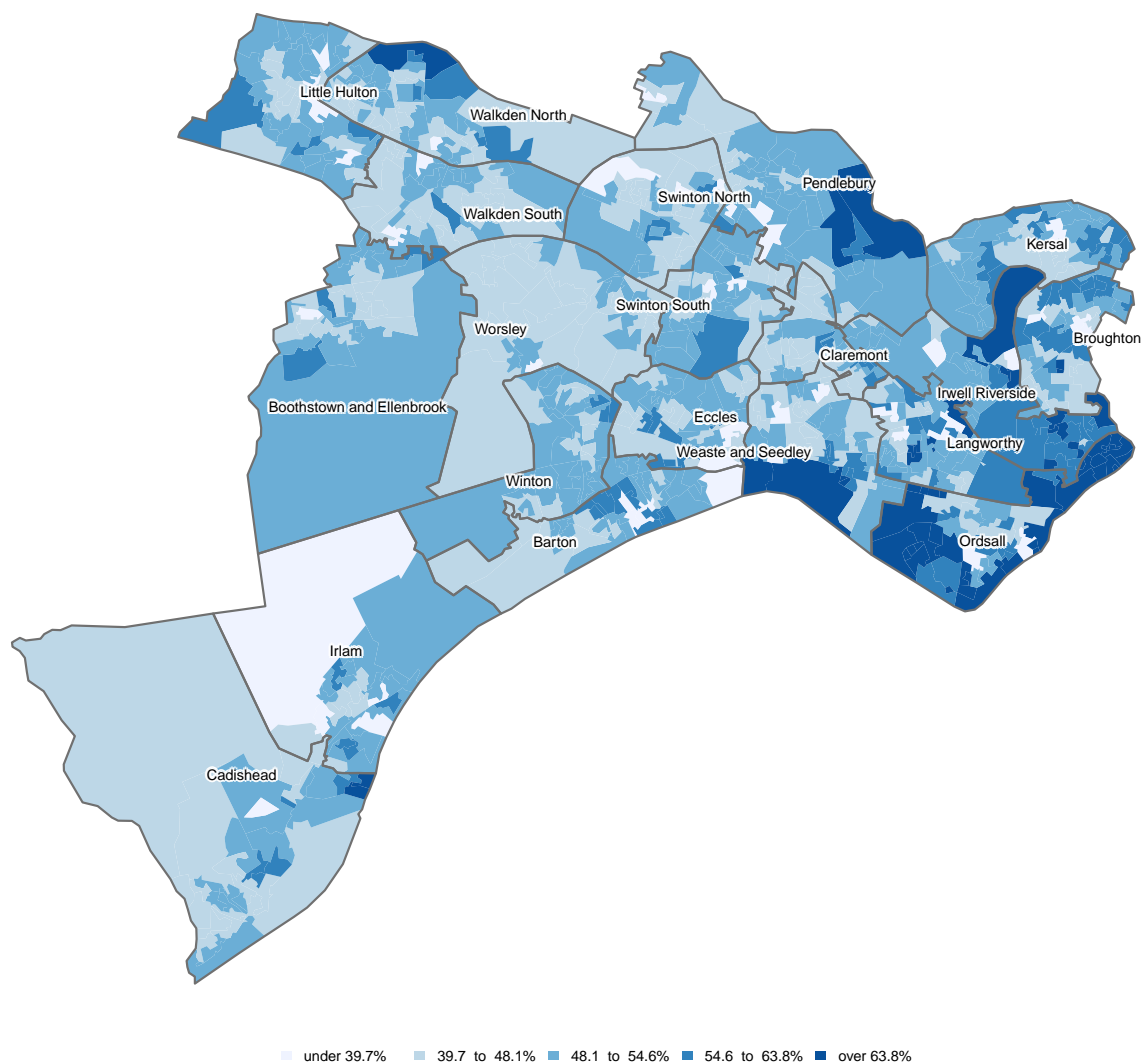 Little Hulton
Walkden North
Pendlebury
Swinton North
Walkden South
Kersal
Swinton South
Worsley
Broughton
Claremont
Irwell Riverside
Boothstown and Ellenbrook
Eccles
Langworthy
Weaste and Seedley
Winton
Barton
Ordsall
Irlam
Cadishead
under 39.7% 39.7 to 48.1% 48.1 to 54.6% 54.6 to 63.8% over 63.8%